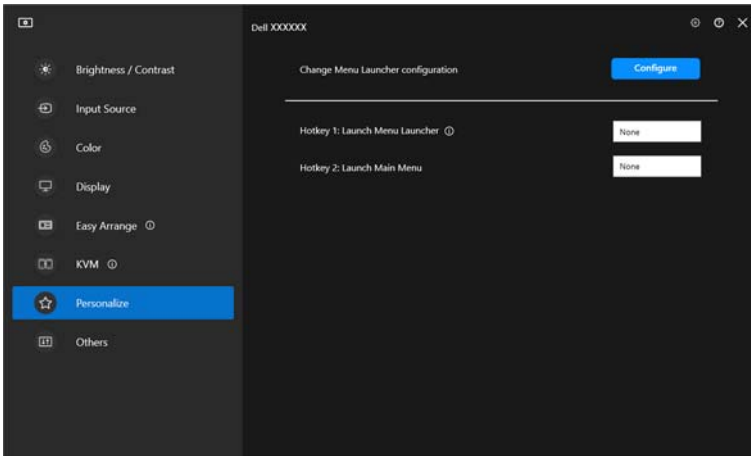 Dell XXXXXX
Brightness / Contrast
Input Source
Color
Display
Easy Arrange
KVM
Personalize
Others
Change Menu Launcher configuration
Configure
Hotkey 1: Launch Menu Launcher
None
Hotkey 2: Launch Main Menu
None